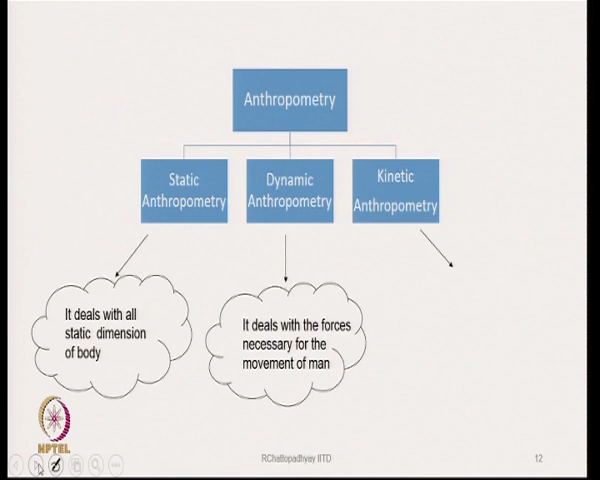 Anthropometry
Static
Anthropometry
Dynamic
Anthropometry
Kinetic
Anthropometry
It deals with all
static dimension
of body
It deals with the forces
necessary for the
movement of man
NPTEL
RChattopadhyay IITD
12